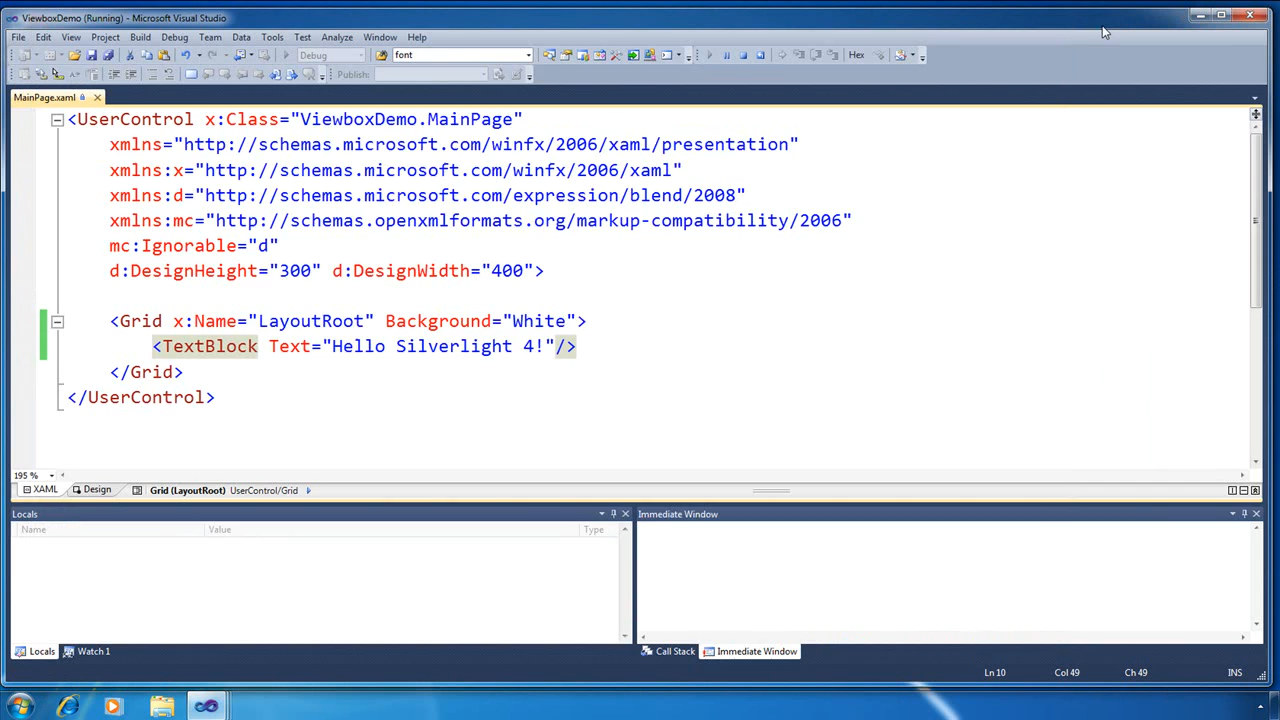 ViewboxDemo (Running) - Microsoft Visual Studio
File Edit View Project Build Debug Team Data Tools Test Analyze Window Help
Debug font Hex
Publish:
MainPage.xaml
<UserControl x:Class="ViewboxDemo.MainPage"
xmlns="http://schemas.microsoft.com/winfx/2006/xaml/presentation"
xmlns:x="http://schemas.microsoft.com/winfx/2006/xaml"
xmlns:d="http://schemas.microsoft.com/expression/blend/2008"
xmlns:mc="http://schemas.openxmlformats.org/markup-compatibility/2006"
mc:Ignorable="d"
d:DesignHeight="300" d:DesignWidth="400">
<Grid x:Name="LayoutRoot" Background="White">
<TextBlock Text="Hello Silverlight 4!"/>
</Grid>
</UserControl>
195 %
XAML Design Grid (LayoutRoot) UserControl/Grid
Locals Immediate Window
Name Value Type
Locals Watch 1 Call Stack Immediate Window
Ln 10 Col 49 Ch 49 INS